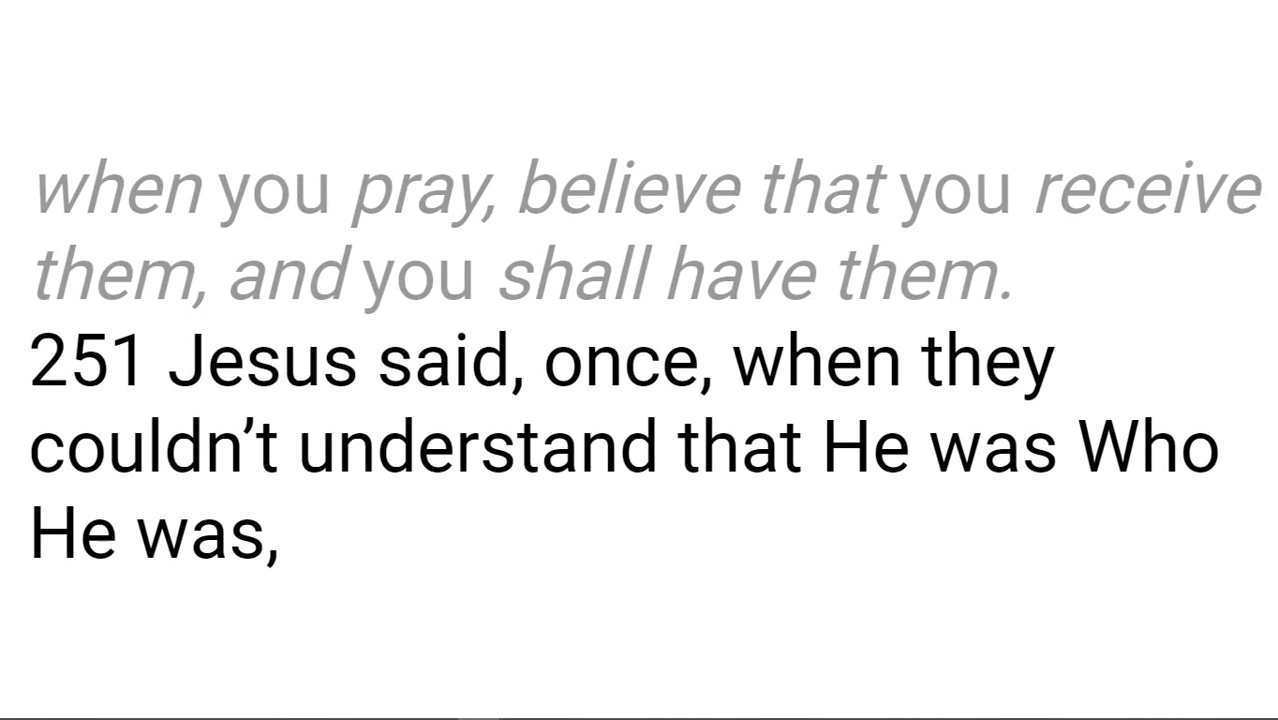 when you pray, believe that you receive
them, and you shall have them.
251 Jesus said, once, when they
couldn’t understand that He was Who
He was,